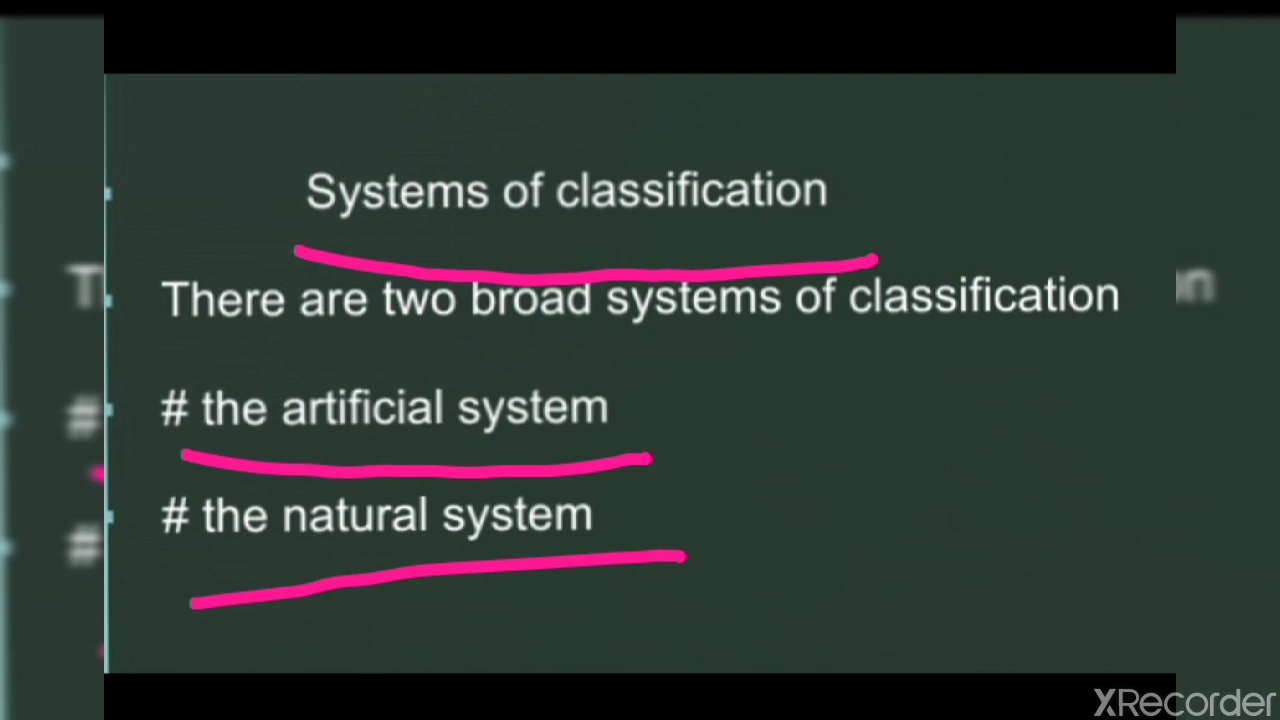 Systems of classification
There are two broad systems of classification
# the artificial system
# the natural system
XRecorder